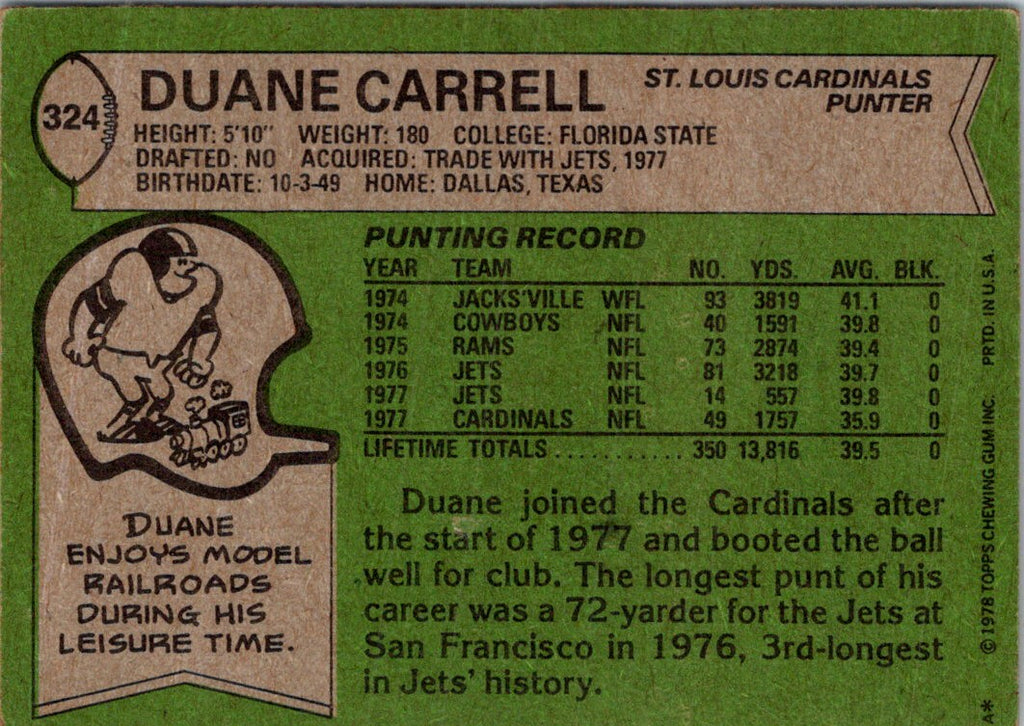 324
DUANE CARRELL
ST. LOUIS CARDINALS
PUNTER
HEIGHT: 5'10" WEIGHT: 180 COLLEGE: FLORIDA STATE
DRAFTED: NO ACQUIRED: TRADE WITH JETS, 1977
BIRTHDATE: 10-3-49 HOME: DALLAS, TEXAS
PUNTING RECORD
YEAR TEAM NO. YDS. AVG. BLK.
1974 JACKS'VILLE WFL 93 3819 41.1 0
1974 COWBOYS NFL 40 1591 39.8 0
1975 RAMS NFL 73 2874 39.4 0
1976 JETS NFL 81 3218 39.7 0
1977 JETS NFL 14 557 39.8 0
1977 CARDINALS NFL 49 1757 35.9 0
LIFETIME TOTALS ........... 350 13,816 39.5 0
Duane joined the Cardinals after
the start of 1977 and booted the ball
well for club. The longest punt of his
career was a 72-yarder for the Jets at
San Francisco in 1976, 3rd-longest
in Jets' history.
DUANE
ENJOYS MODEL
RAILROADS
DURING HIS
LEISURE TIME.
A* © 1978 TOPPS CHEWING GUM INC. PRTD. IN U.S.A.